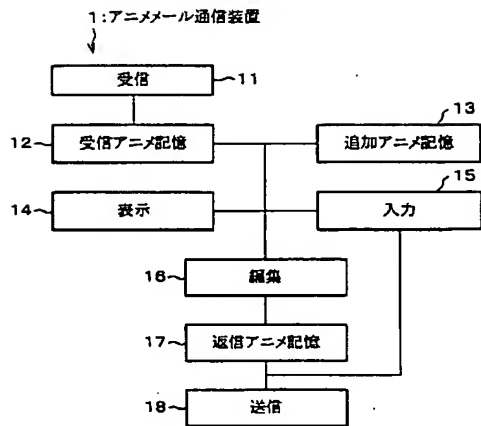 1:アニメメール通信装置
受信
11
12
受信アニメ記憶
13
追加アニメ記憶
14
表示
15
入力
16
編集
17
返信アニメ記憶
18
送信